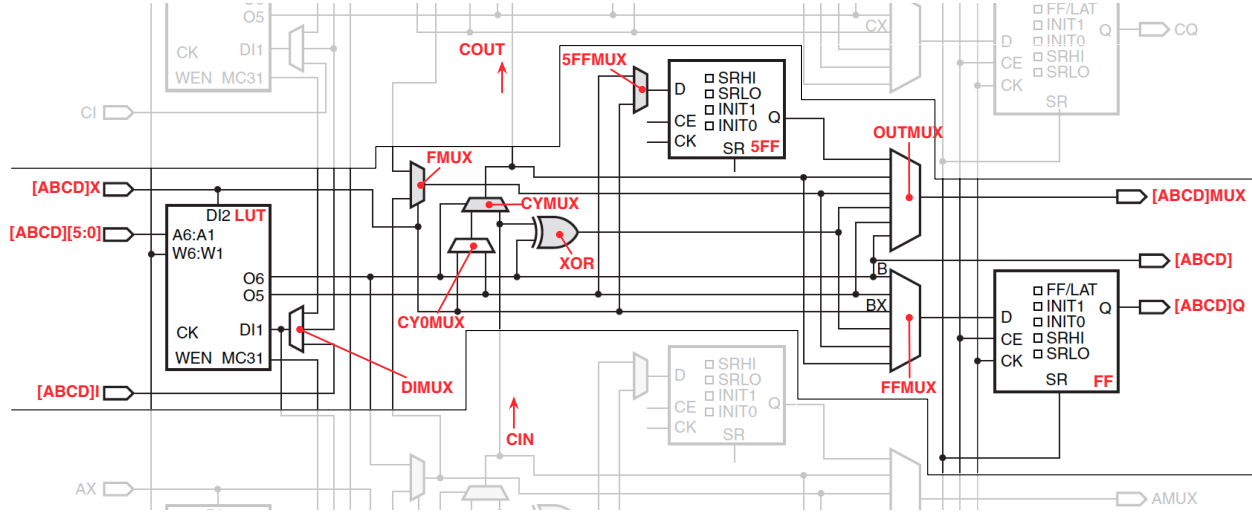 O5
CK
DI1
WEN MC31
CI
CX
D
FF/LAT
INIT1
INIT0
SRHI
SRLO
Q
CE
CK
SR
CQ
COUT
5FFMUX
D
SRHI
SRLO
INIT1
INIT0
Q
CE
CK
SR 5FF
OUTMUX
FMUX
[ABCD]X
DI2 LUT
CYMUX
[ABCD]MUX
[ABCD][5:0]
A6:A1
W6:W1
XOR
[ABCD]
O6
O5
B
BX
CY0MUX
CK
DI1
WEN MC31
D
FF/LAT
INIT1
INIT0
SRHI
SRLO
Q
CE
CK
SR FF
[ABCD]Q
[ABCD]I
DIMUX
FFMUX
CIN
D
SRHI
SRLO
INIT1
INIT0
Q
CE
CK
SR
AX
AMUX